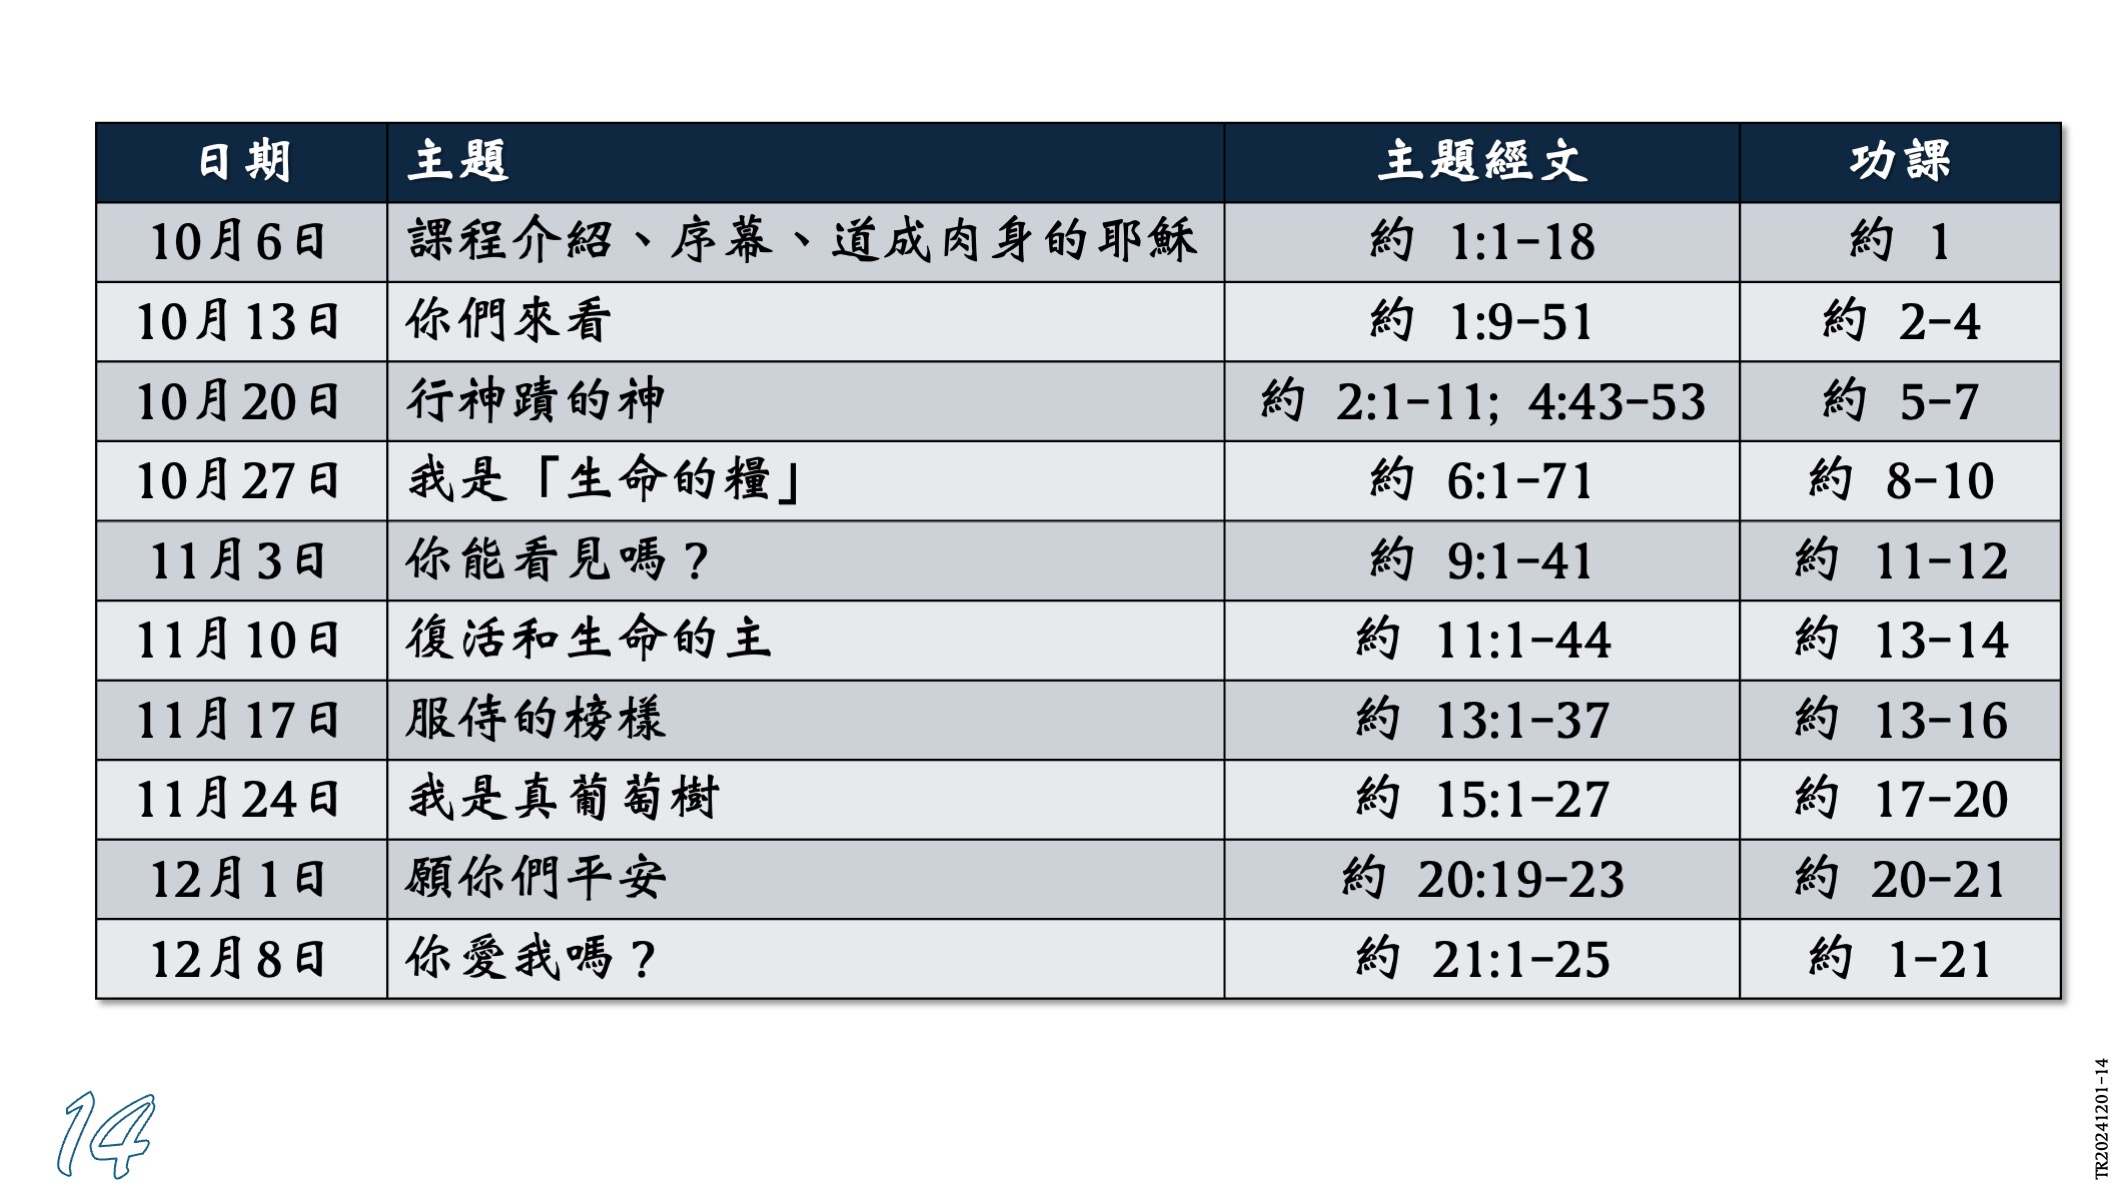 日期 主題 主題經文 功課
10月6日 課程介紹、序幕、道成肉身的耶穌 約 1:1-18 約 1
10月13日 你們來看 約 1:9-51 約 2-4
10月20日 行神蹟的神 約 2:1-11; 4:43-53 約 5-7
10月27日 我是「生命的糧」 約 6:1-71 約 8-10
11月3日 你能看見嗎？ 約 9:1-41 約 11-12
11月10日 復活和生命的主 約 11:1-44 約 13-14
11月17日 服侍的榜樣 約 13:1-37 約 13-16
11月24日 我是真葡萄樹 約 15:1-27 約 17-20
12月1日 願你們平安 約 20:19-23 約 20-21
12月8日 你愛我嗎？ 約 21:1-25 約 1-21
14
TR20241201-14